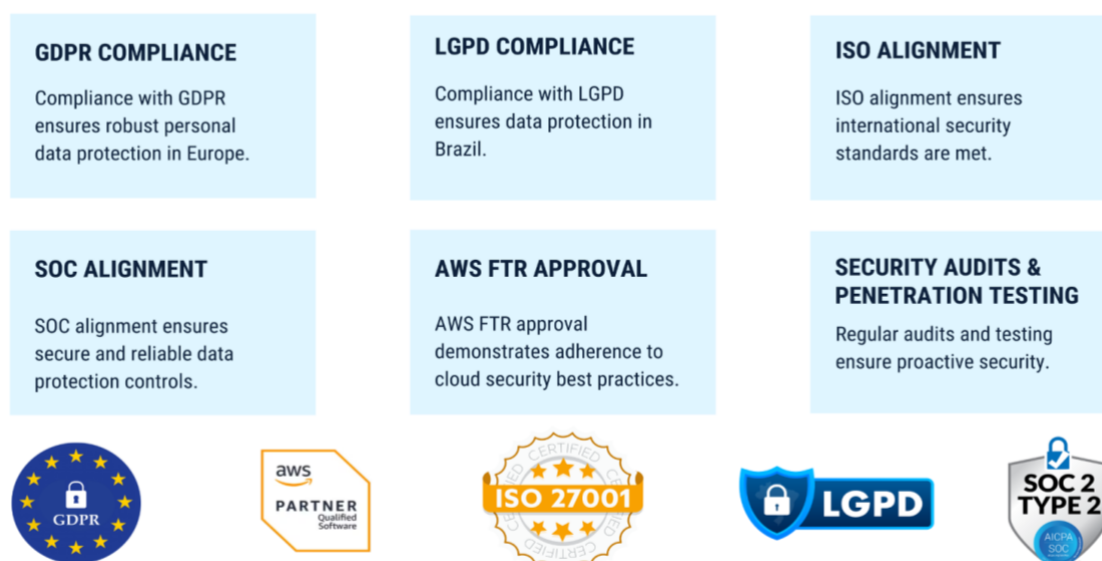 GDPR COMPLIANCE
Compliance with GDPR
ensures robust personal
data protection in Europe.
LGPD COMPLIANCE
Compliance with LGPD
ensures data protection in
Brazil.
ISO ALIGNMENT
ISO alignment ensures
international security
standards are met.
SOC ALIGNMENT
SOC alignment ensures
secure and reliable data
protection controls.
AWS FTR APPROVAL
AWS FTR approval
demonstrates adherence to
cloud security best practices.
SECURITY AUDITS &
PENETRATION TESTING
Regular audits and testing
ensure proactive security.
GDPR
aws
PARTNER
Qualified
Software
CERTIFIED
CERTIFIED
ISO 27001
CERTIFIED
CERTIFIED
LGPD
SOC 2
TYPE 2
AICPA
SOC